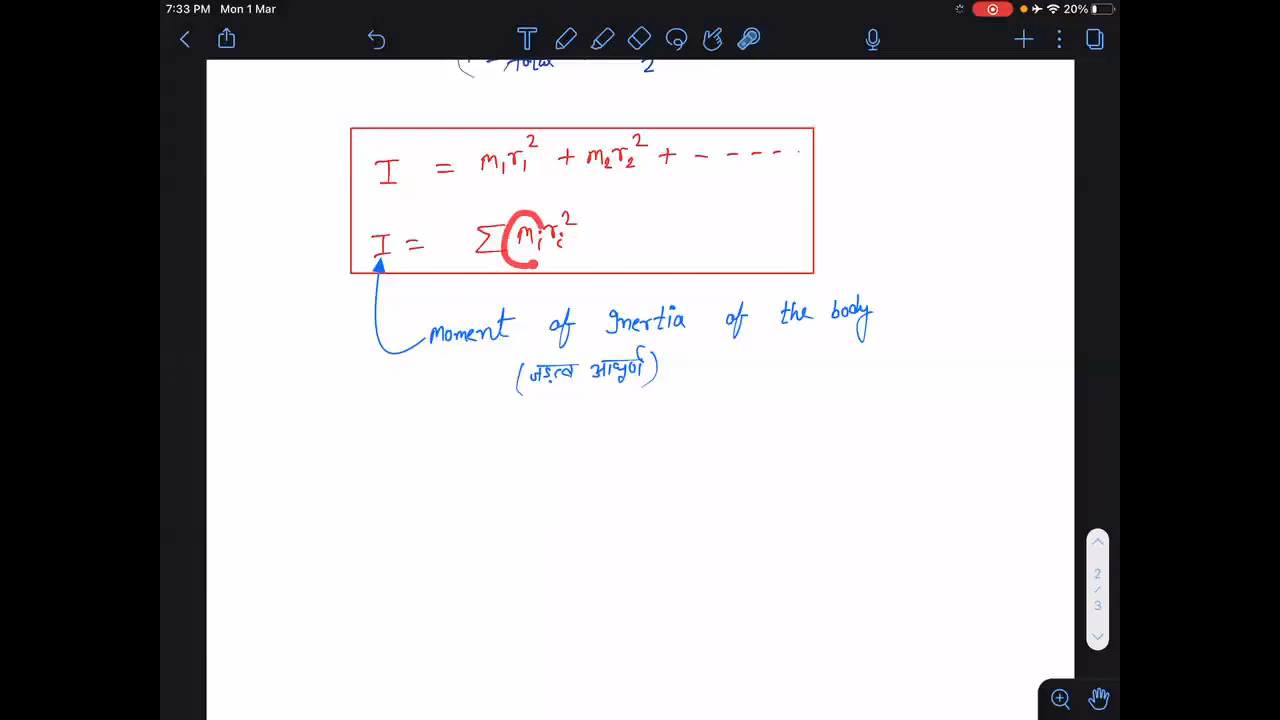 7:33 PM Mon 1 Mar 20%
2
I = m₁r₁² + m₂r₂² + - - - - - -
I = Σ mᵢrᵢ²
Moment of Inertia of the body
(जड़त्व आघूर्ण)
2
/
3